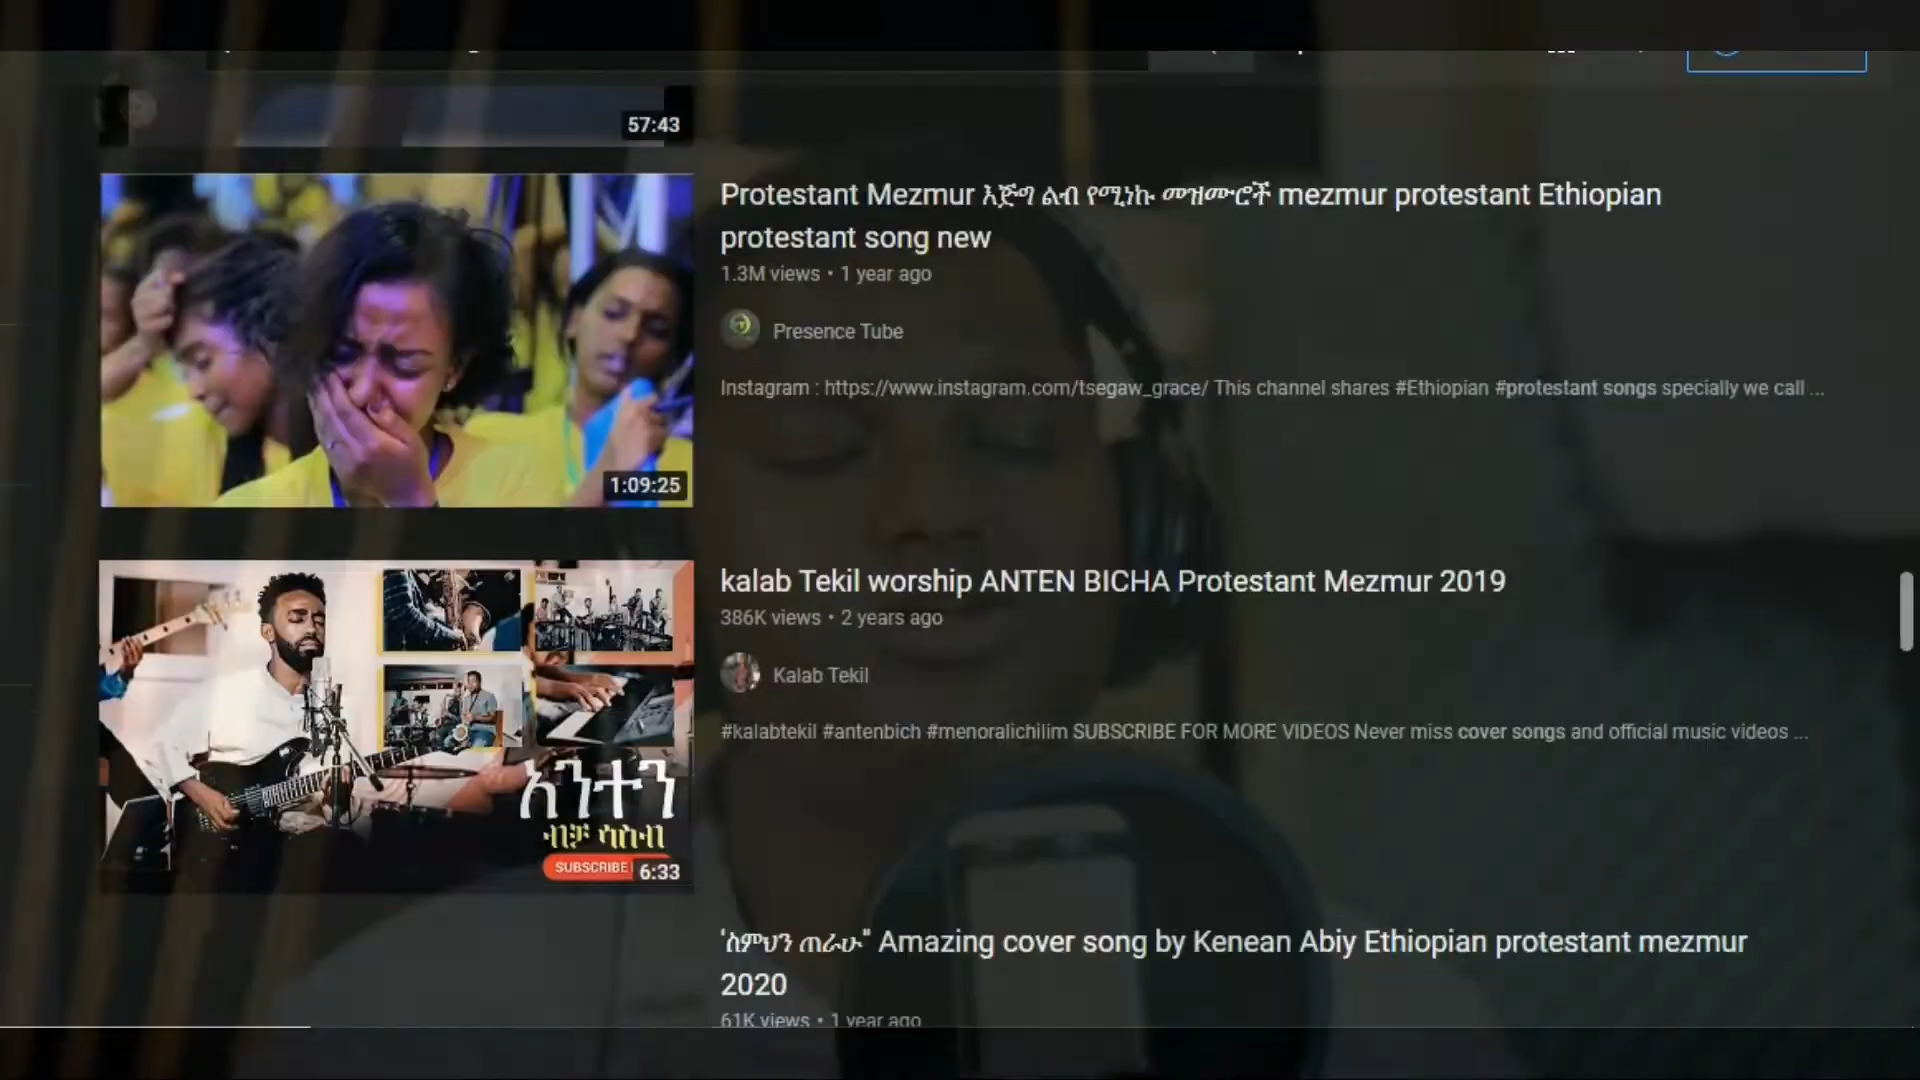 57:43
Protestant Mezmur እጅግ ልብ የሚነኩ መዝሙሮች mezmur protestant Ethiopian
protestant song new
1.3M views • 1 year ago
Presence Tube
Instagram : https://www.instagram.com/tsegaw_grace/ This channel shares #Ethiopian #protestant songs specially we call ...
1:09:25
kalab Tekil worship ANTEN BICHA Protestant Mezmur 2019
386K views • 2 years ago
Kalab Tekil
#kalabtekil #antenbich #menoralichilim SUBSCRIBE FOR MORE VIDEOS Never miss cover songs and official music videos ...
አንተን
ብቻ ላስብ
SUBSCRIBE
6:33
'ስምህን ጠራሁ" Amazing cover song by Kenean Abiy Ethiopian protestant mezmur
2020
61K views • 1 year ago